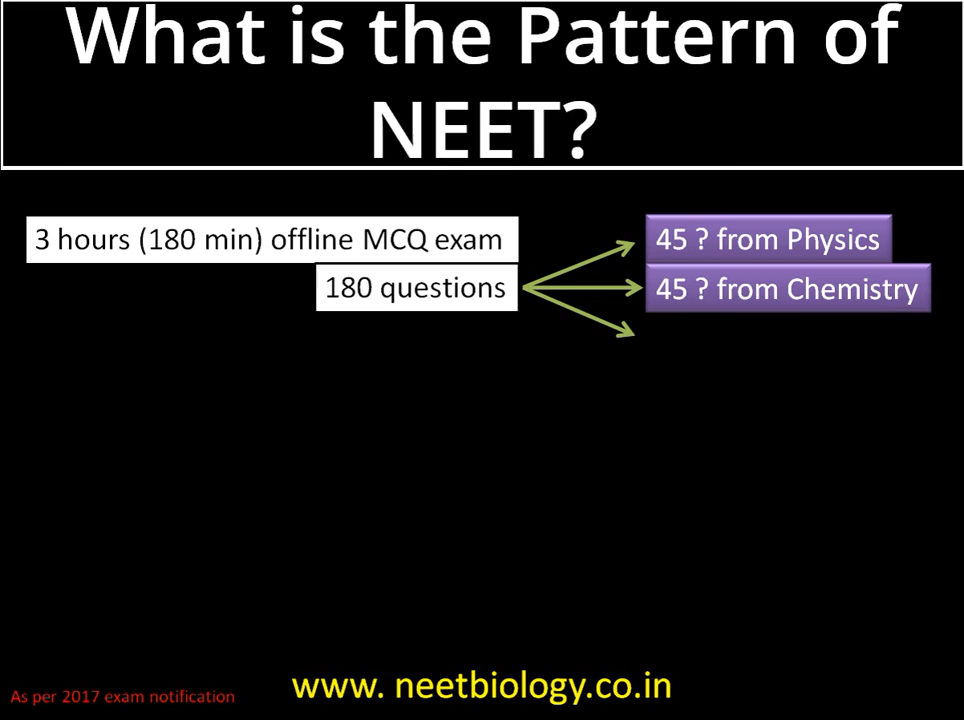 What is the Pattern of
NEET?
3 hours (180 min) offline MCQ exam
45 ? from Physics
180 questions
45 ? from Chemistry
As per 2017 exam notification
www. neetbiology.co.in